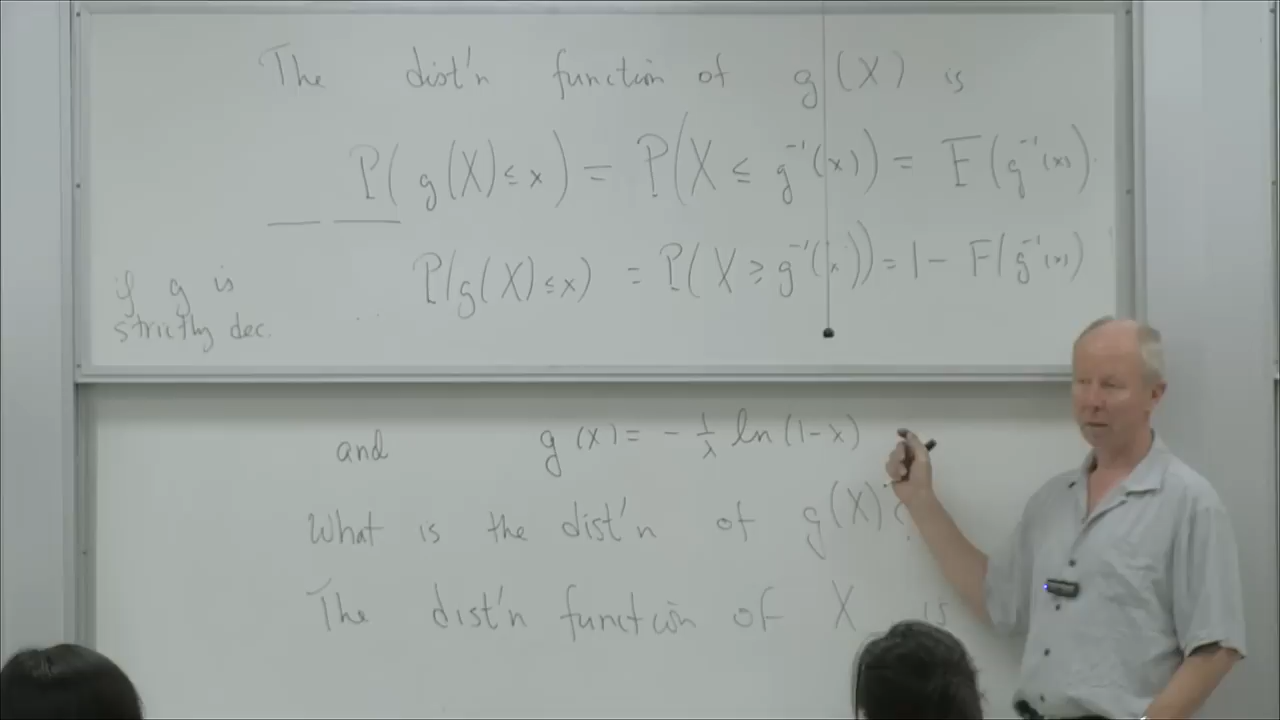 The dist'n function of g(X) is
P(g(X) ≤ x) = P(X ≤ g⁻¹(x)) = F(g⁻¹(x)).
if g is strictly dec. P(g(X) ≤ x) = P(X ≥ g⁻¹(x)) = 1 - F(g⁻¹(x))
and g(x) = - 1/λ ln(1-x)
What is the dist'n of g(X)?
The dist'n function of X is